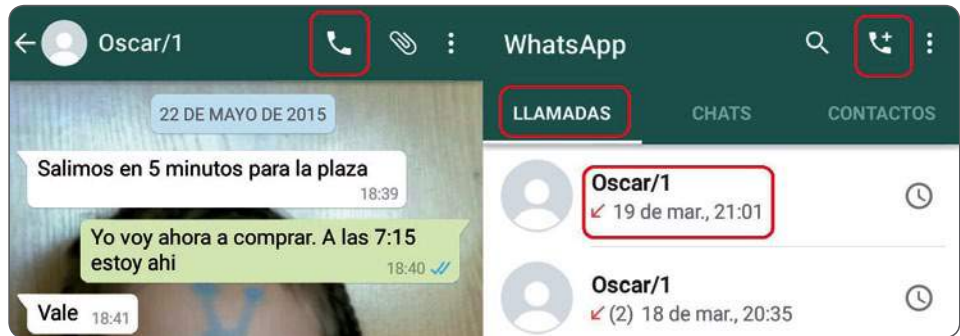 Oscar/1
22 DE MAYO DE 2015
Salimos en 5 minutos para la plaza
18:39
Yo voy ahora a comprar. A las 7:15
estoy ahi
18:40
Vale 18:41
WhatsApp
LLAMADAS CHATS CONTACTOS
Oscar/1
19 de mar., 21:01
Oscar/1
(2) 18 de mar., 20:35